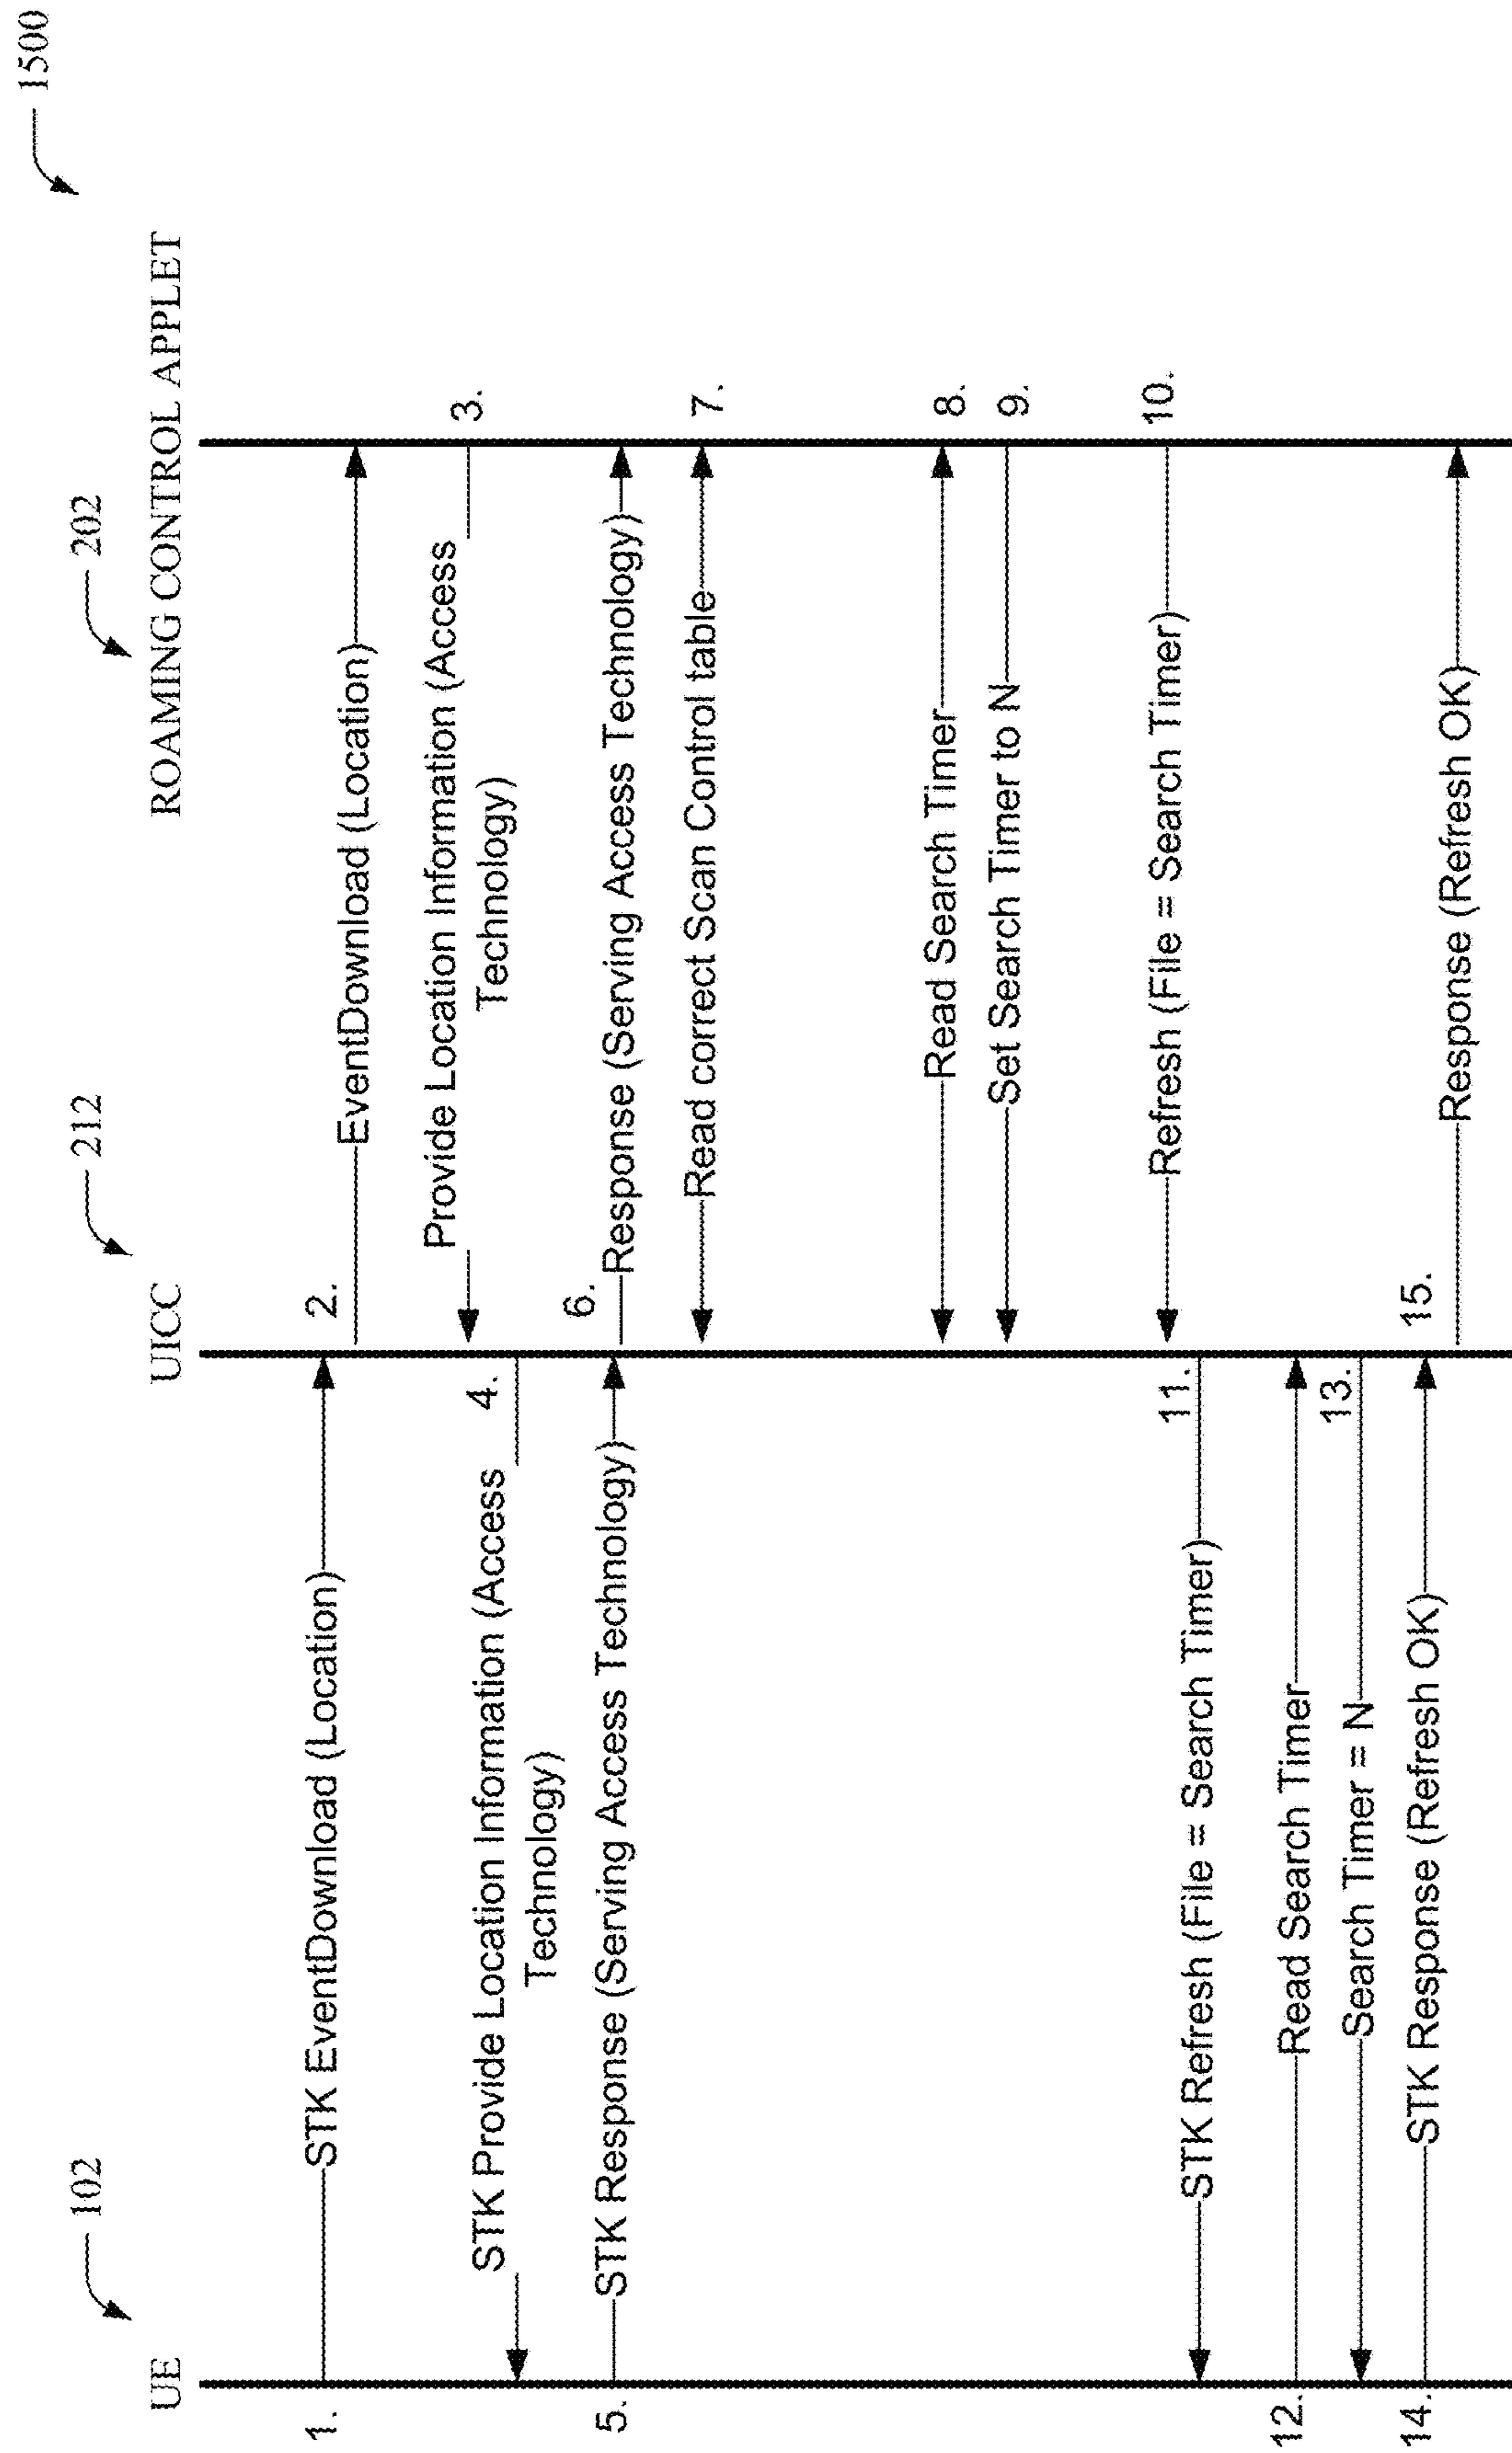 1500
102
212
202
UE
UICC
ROAMING CONTROL APPLET
1.
STK EventDownload (Location)
2.
EventDownload (Location)
3.
Provide Location Information (Access
Technology)
4.
STK Provide Location Information (Access
Technology)
5.
STK Response (Serving Access Technology)
6.
Response (Serving Access Technology)
7.
Read correct Scan Control table
8.
Read Search Timer
9.
Set Search Timer to N
10.
Refresh (File = Search Timer)
11.
STK Refresh (File = Search Timer)
12.
Read Search Timer
13.
Search Timer = N
14.
STK Response (Refresh OK)
15.
Response (Refresh OK)